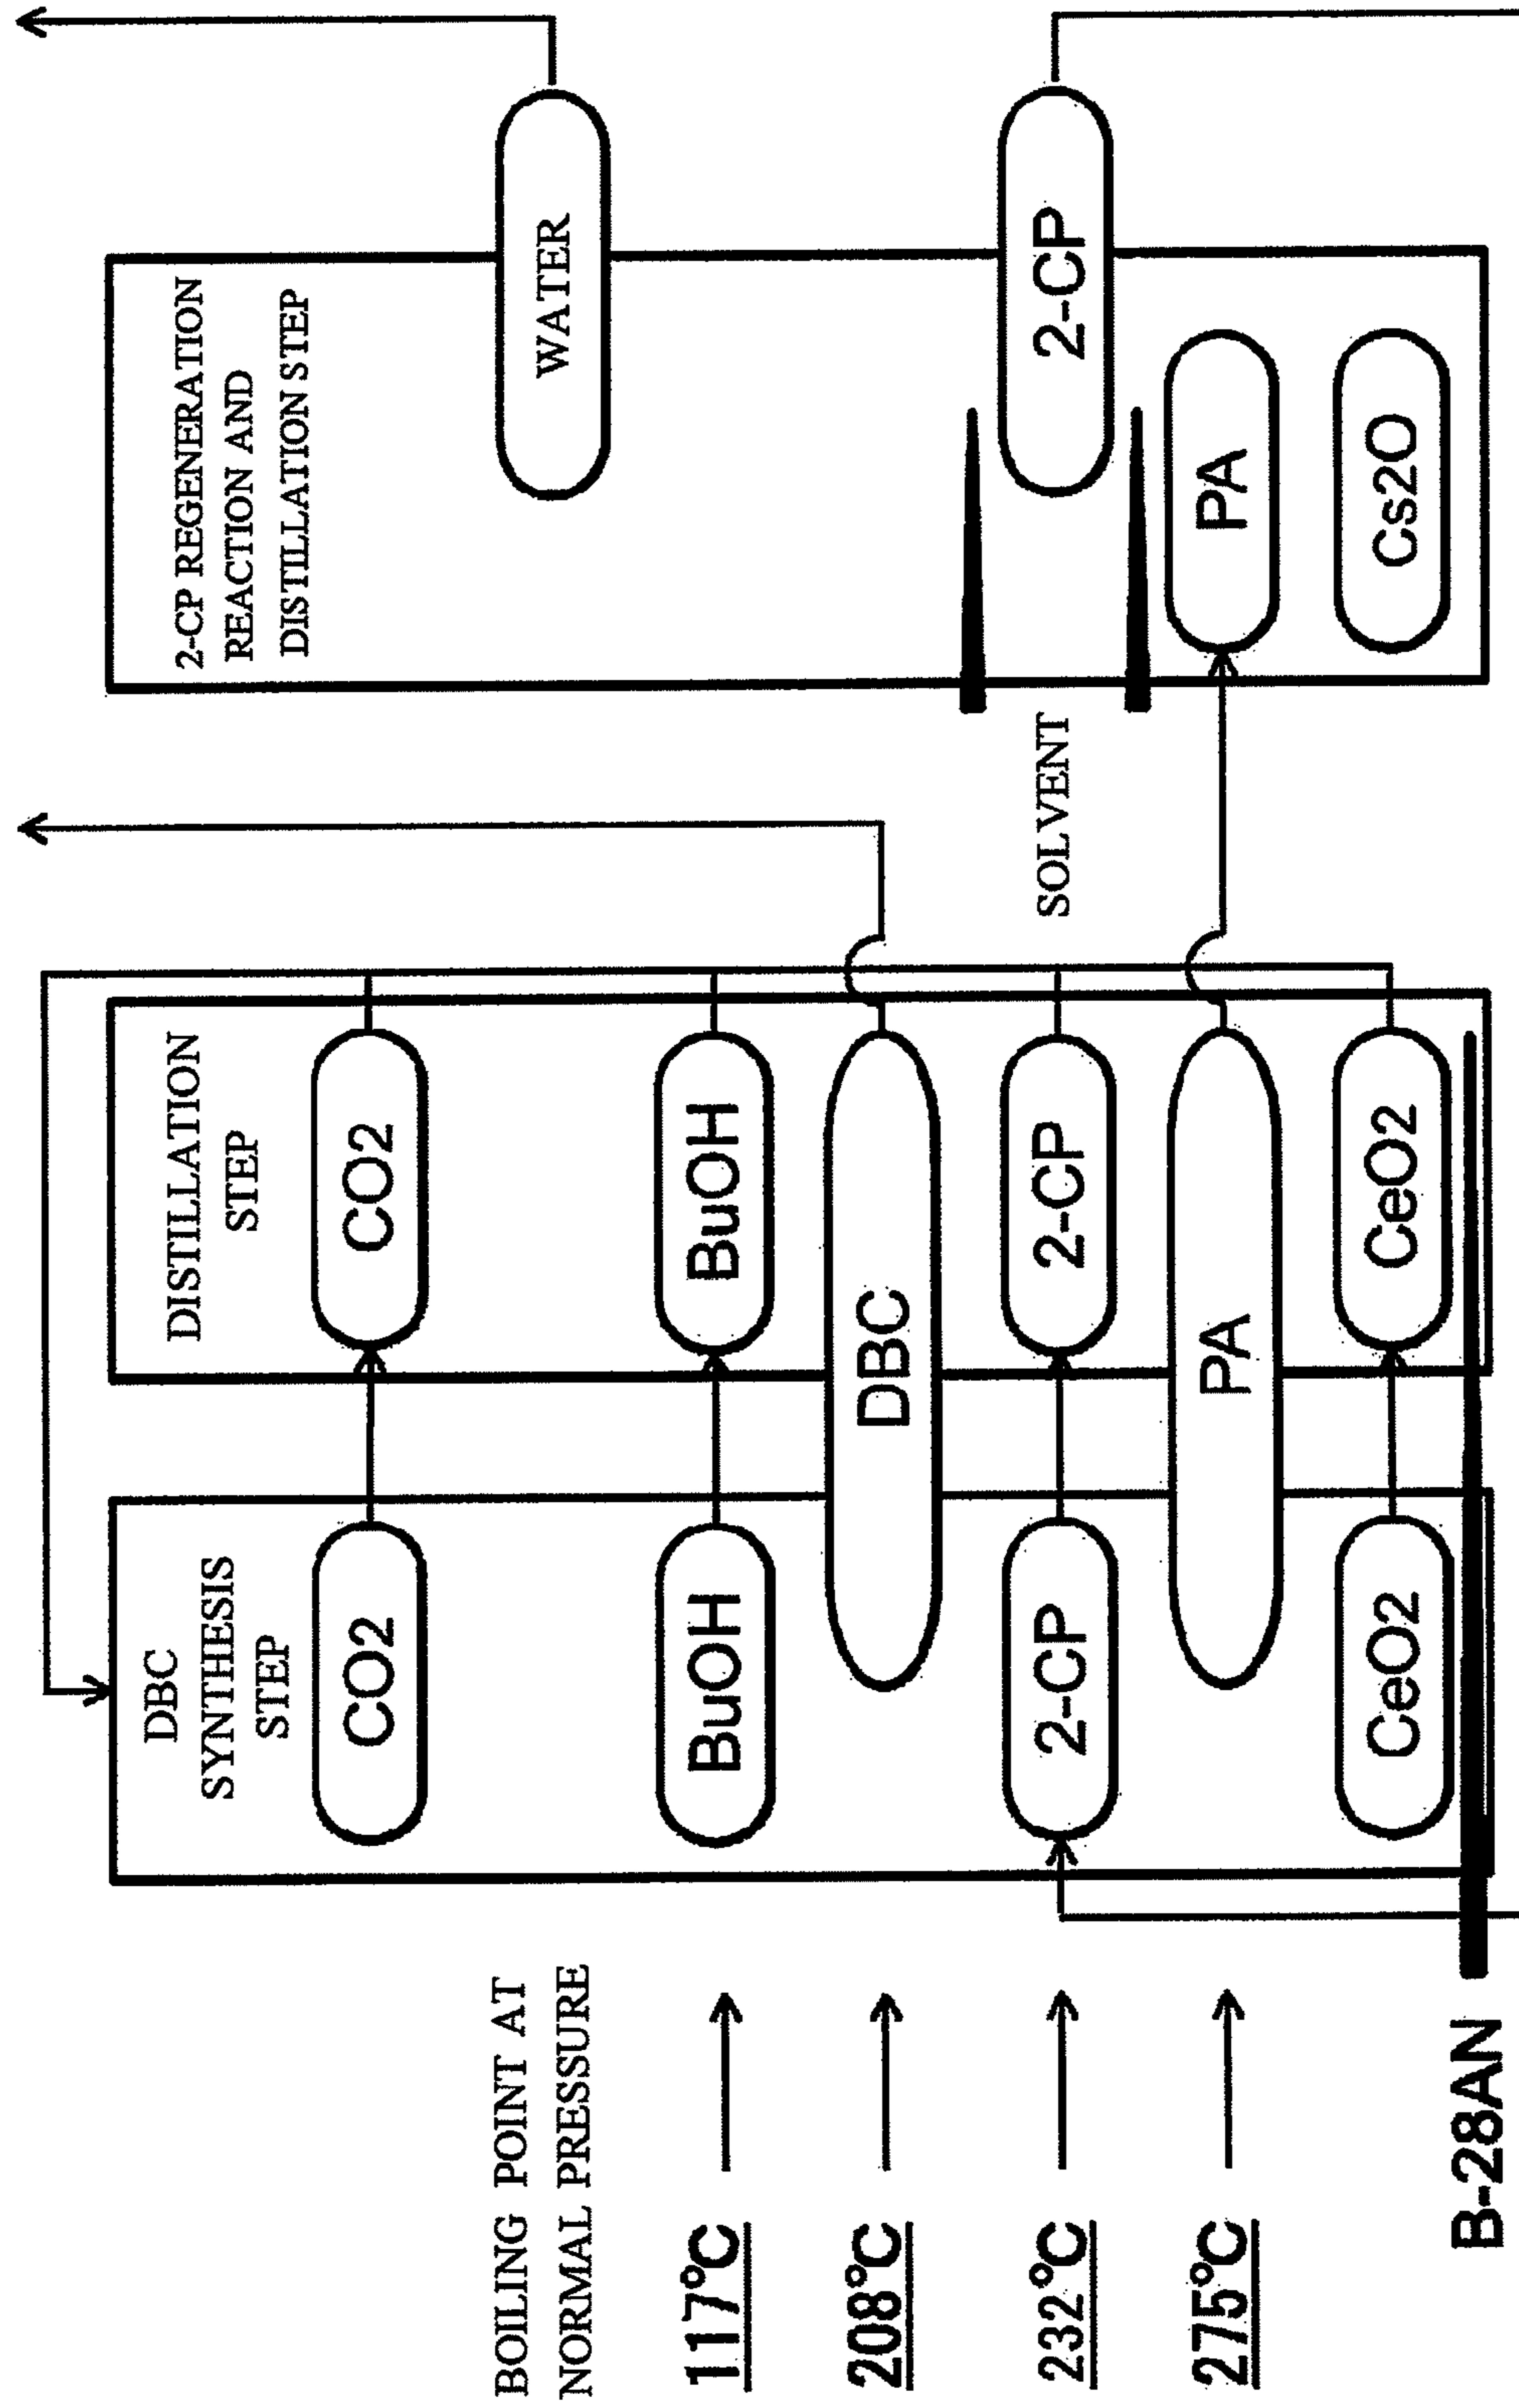 BOILING POINT AT
NORMAL PRESSURE
117°C
208°C
232°C
275°C
B-28AN
DBC
SYNTHESIS
STEP
CO2
BuOH
2-CP
CeO2
DBC
PA
DISTILLATION
STEP
CO2
BuOH
2-CP
CeO2
SOLVENT
2-CP REGENERATION
REACTION AND
DISTILLATION STEP
WATER
2-CP
PA
Cs2O